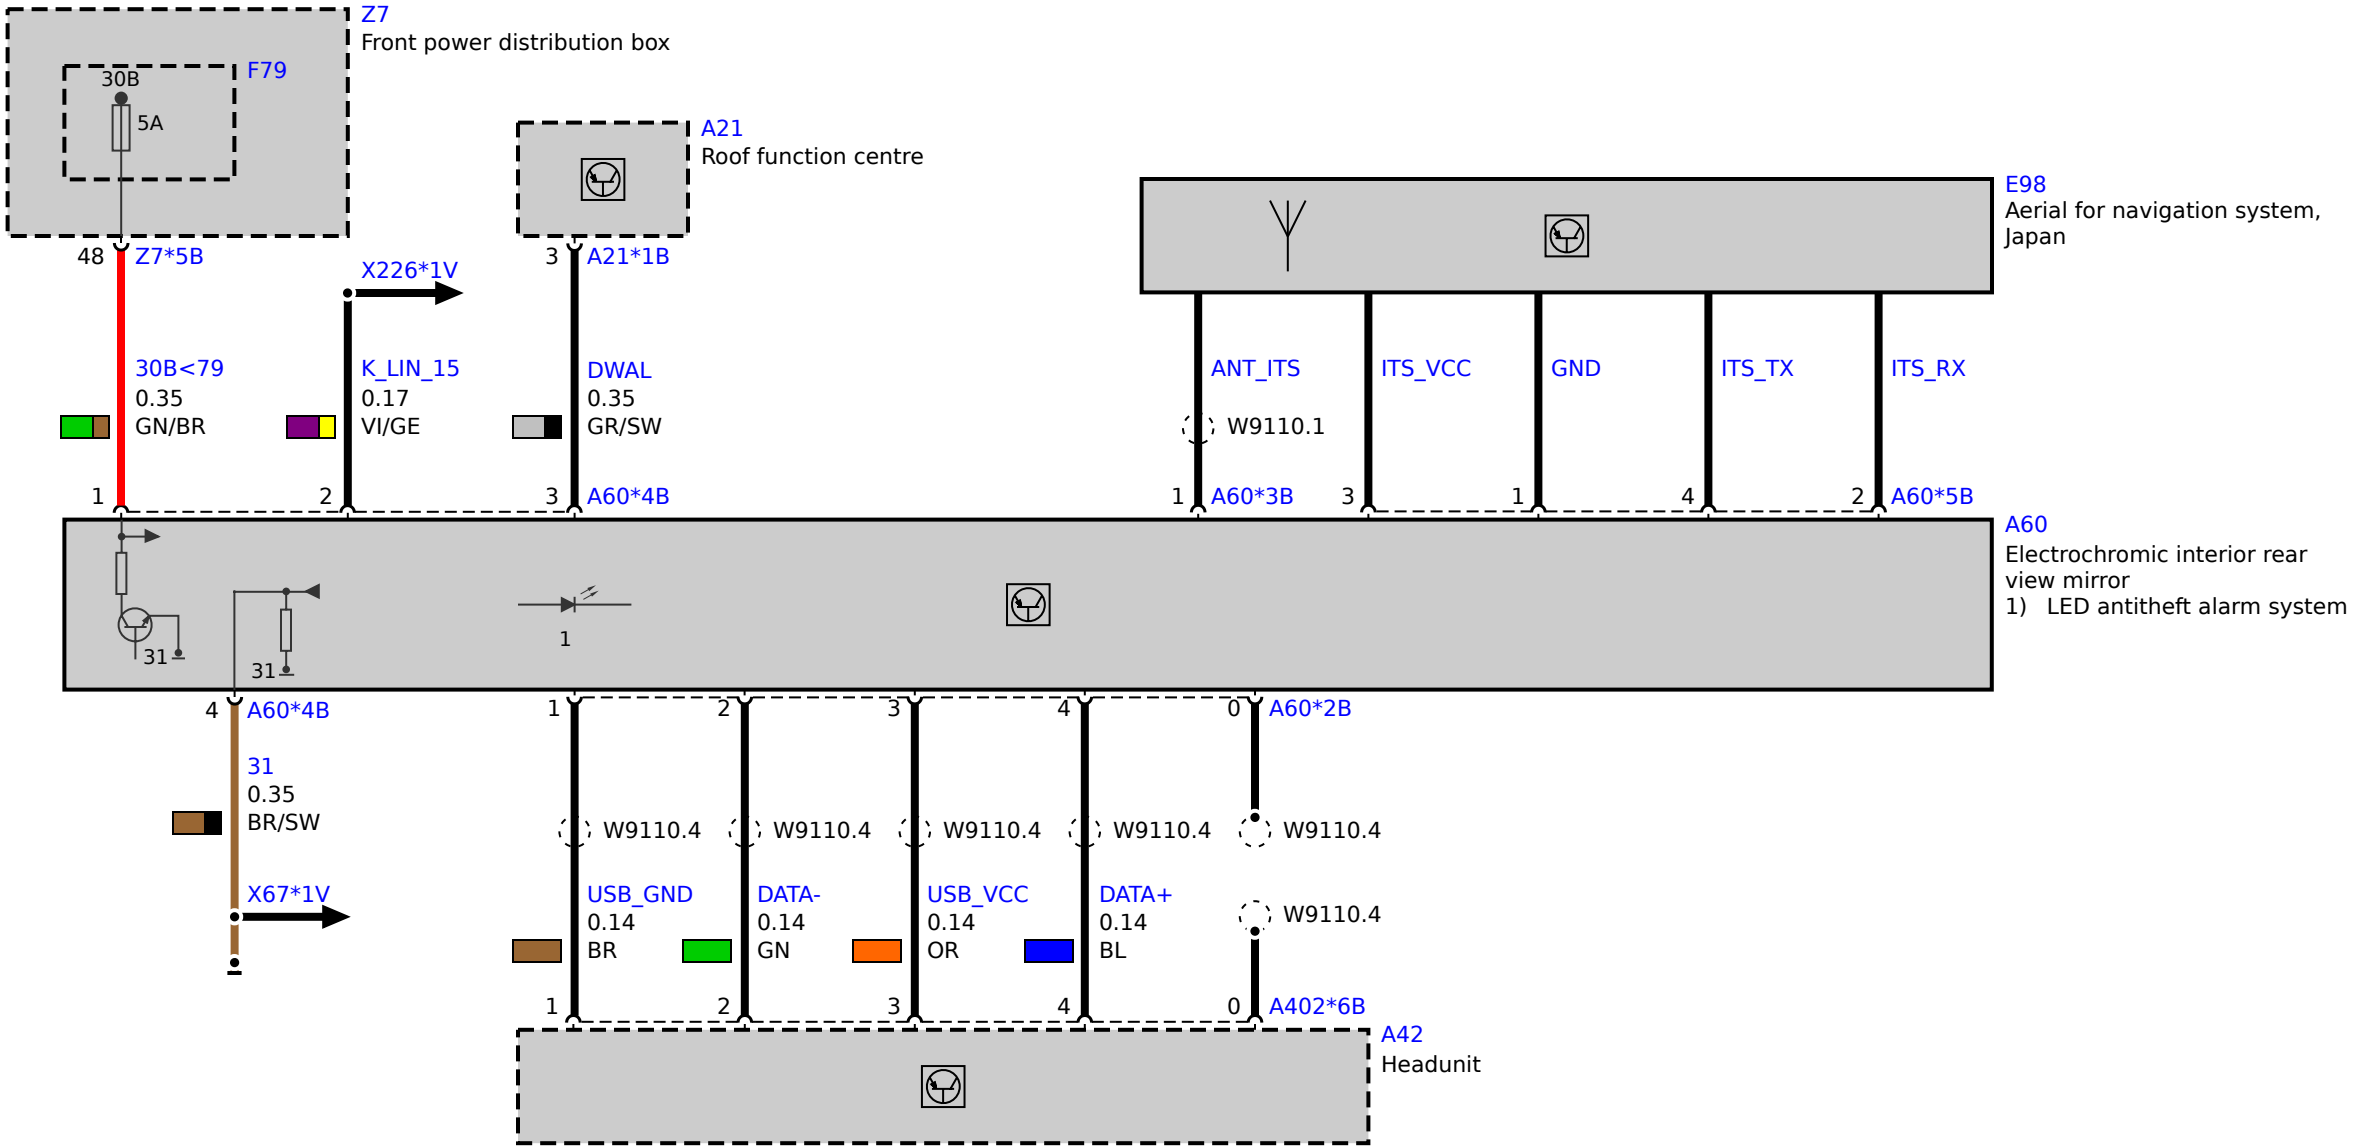 Z7
Front power distribution box
F79
30B
5A
A21
Roof function centre
E98
Aerial for navigation system,
Japan
48 Z7*5B
3 A21*1B
X226*1V
30B<79
0.35
GN/BR
K_LIN_15
0.17
VI/GE
DWAL
0.35
GR/SW
ANT_ITS
W9110.1
ITS_VCC
GND
ITS_TX
ITS_RX
1
2
3 A60*4B
1 A60*3B
3
1
4
2 A60*5B
A60
Electrochromic interior rear
view mirror
1) LED antitheft alarm system
31
31
1
4 A60*4B
1
2
3
4
0 A60*2B
31
0.35
BR/SW
X67*1V
W9110.4
W9110.4
W9110.4
W9110.4
W9110.4
USB_GND
0.14
BR
DATA-
0.14
GN
USB_VCC
0.14
OR
DATA+
0.14
BL
W9110.4
1
2
3
4
0 A402*6B
A42
Headunit